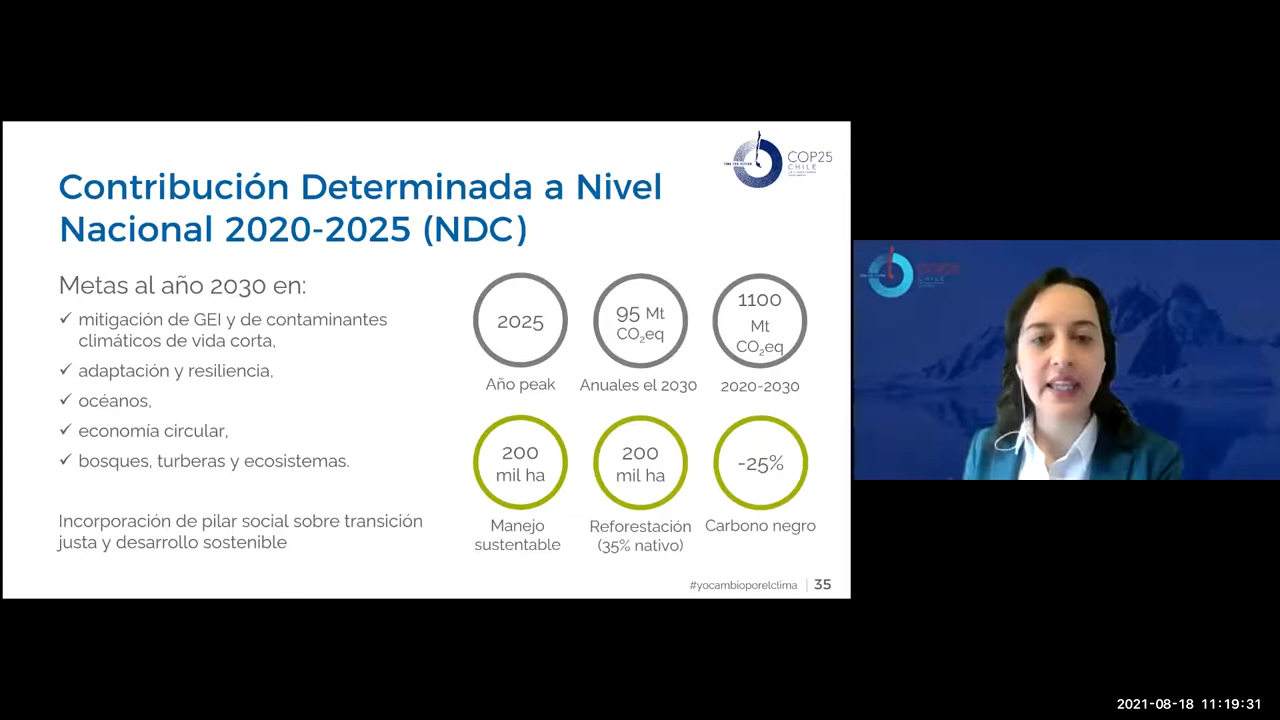 COP25
CHILE
Contribución Determinada a Nivel
Nacional 2020-2025 (NDC)
Metas al año 2030 en:
✓ mitigación de GEI y de contaminantes
climáticos de vida corta,
✓ adaptación y resiliencia,
✓ océanos,
✓ economía circular,
✓ bosques, turberas y ecosistemas.
Incorporación de pilar social sobre transición
justa y desarrollo sostenible
2025
Año peak
95 Mt
CO₂eq
Anuales el 2030
1100
Mt
CO₂eq
2020-2030
200
mil ha
Manejo
sustentable
200
mil ha
Reforestación
(35% nativo)
-25%
Carbono negro
#yocambioporelclima | 35
COP25
CHILE
2021-08-18 11:19:31